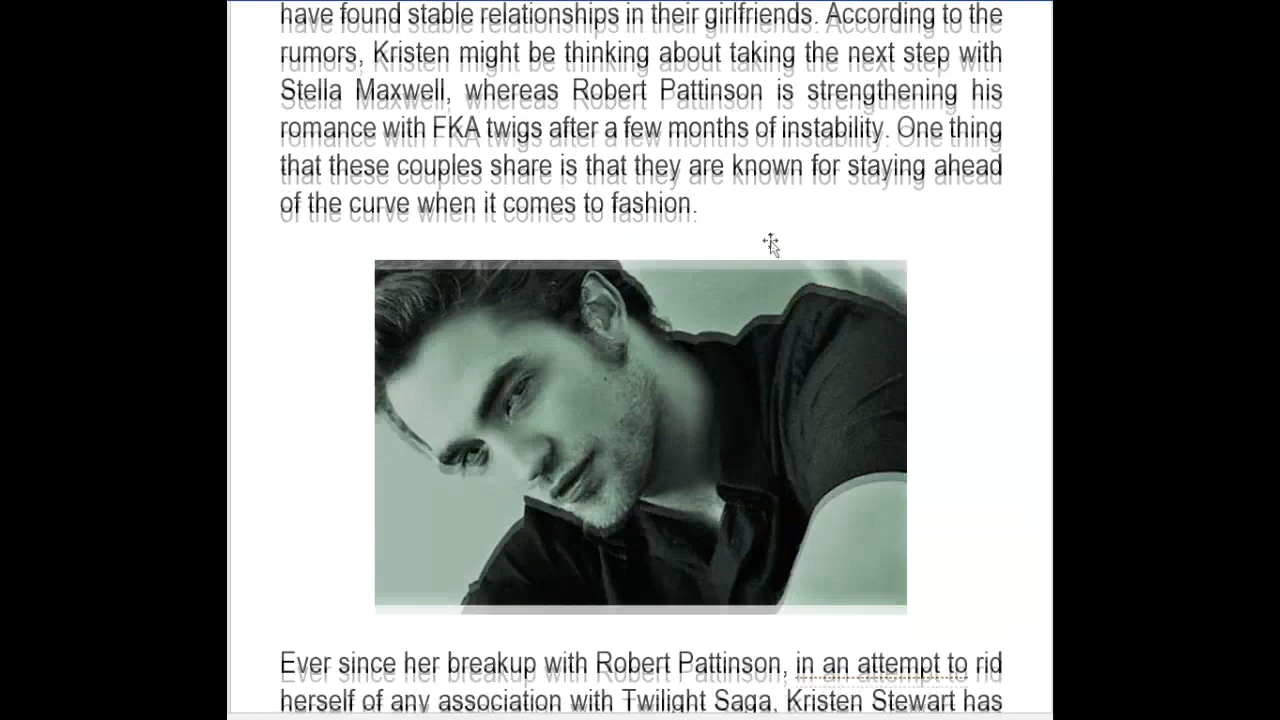 have found stable relationships in their girlfriends. According to the
rumors, Kristen might be thinking about taking the next step with
Stella Maxwell, whereas Robert Pattinson is strengthening his
romance with FKA twigs after a few months of instability. One thing
that these couples share is that they are known for staying ahead
of the curve when it comes to fashion.
Ever since her breakup with Robert Pattinson, in an attempt to rid
herself of any association with Twilight Saga, Kristen Stewart has